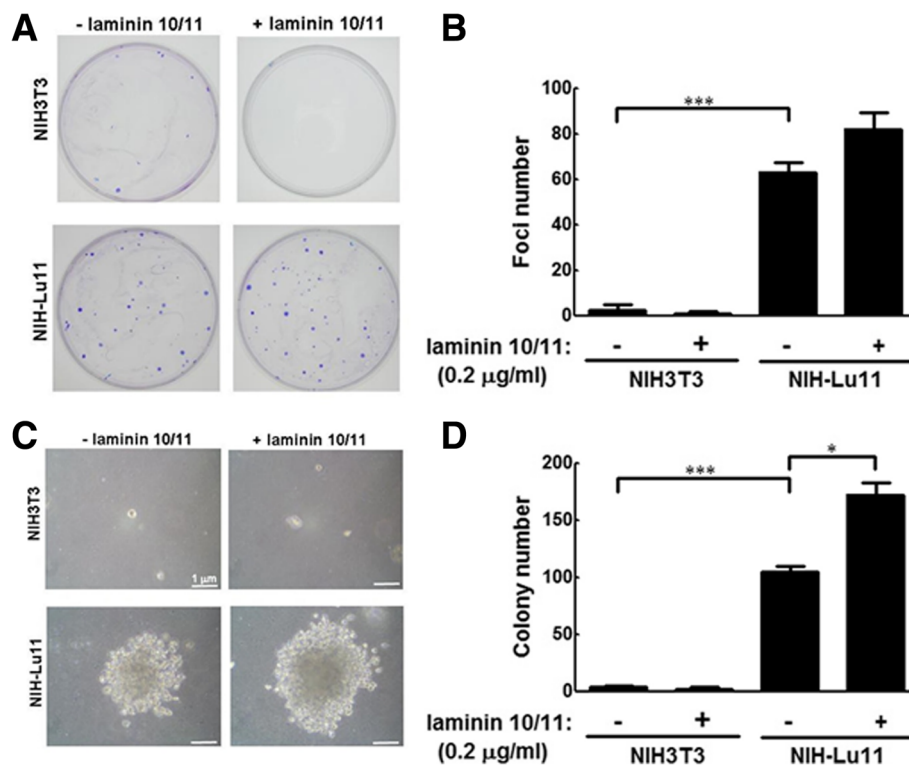 A
- laminin 10/11
+ laminin 10/11
NIH3T3
NIH-Lu11
B
Foci number
100
80
60
40
20
0
***
laminin 10/11: - + - +
(0.2 μg/ml) NIH3T3 NIH-Lu11
C
- laminin 10/11
+ laminin 10/11
NIH3T3
1 μm
NIH-Lu11
D
Colony number
200
150
100
50
0
***
*
laminin 10/11: - + - +
(0.2 μg/ml) NIH3T3 NIH-Lu11